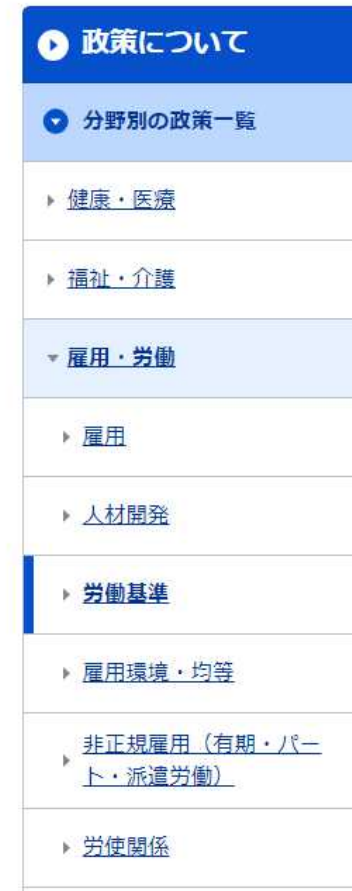 政策について
分野別の政策一覧
健康・医療
福祉・介護
雇用・労働
雇用
人材開発
労働基準
雇用環境・均等
非正規雇用（有期・パー
ト・派遣労働）
労使関係